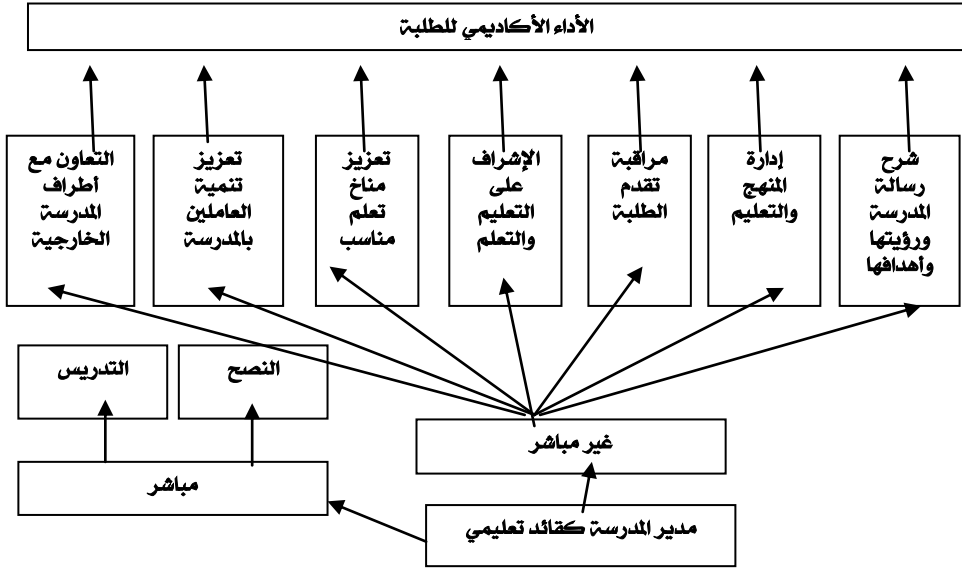 الأداء الأكاديمي للطلبة
شرح
رسالة
المدرسة
ورؤيتها
وأهدافها
إدارة
المنهج
والتعليم
مراقبة
تقدم
الطلبة
الإشراف
على
التعليم
والتعلم
تعزيز
مناخ
تعلم
مناسب
تعزيز
تنمية
العاملين
بالمدرسة
التعاون مع
أطراف
المدرسة
الخارجية
النصح
التدريس
غير مباشر
مباشر
مدير المدرسة كقائد تعليمي